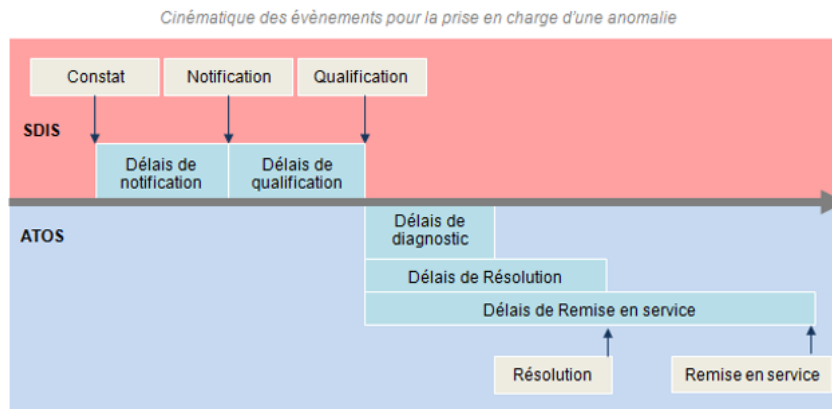 Cinématique des évènements pour la prise en charge d'une anomalie
Constat
Notification
Qualification
SDIS
Délais de
notification
Délais de
qualification
ATOS
Délais de
diagnostic
Délais de Résolution
Délais de Remise en service
Résolution
Remise en service